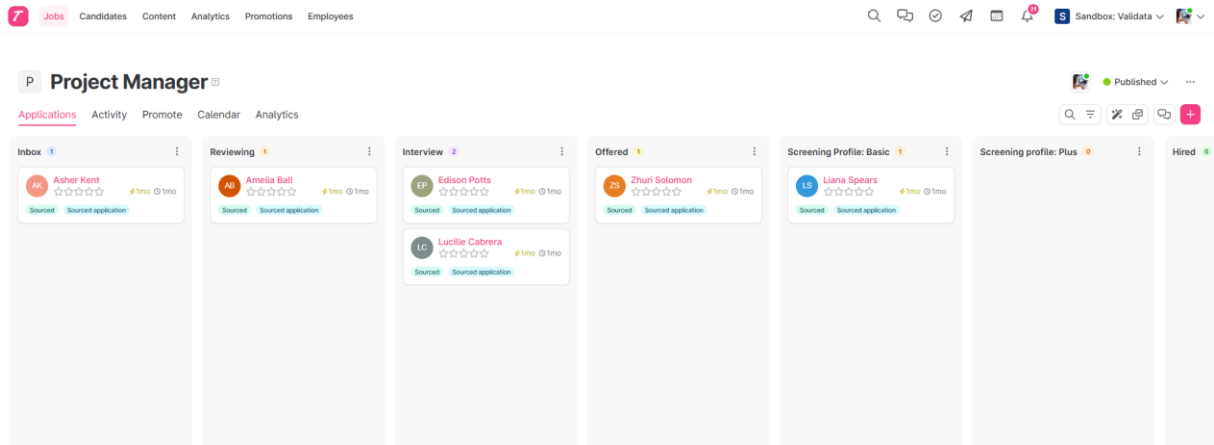 Jobs Candidates Content Analytics Promotions Employees 21 S Sandbox: Validata
P Project Manager Published
Applications Activity Promote Calendar Analytics
Inbox 1 Reviewing 1 Interview 2 Offered 1 Screening Profile: Basic 1 Screening profile: Plus 0 Hired 0
AK Asher Kent 1mo 1mo
Sourced Sourced application
AB Amelia Ball 1mo 1mo
Sourced Sourced application
EP Edison Potts 1mo 1mo
Sourced Sourced application
LC Lucille Cabrera 1mo 1mo
Sourced Sourced application
ZS Zhuri Solomon 1mo 1mo
Sourced Sourced application
LS Liana Spears 1mo 1mo
Sourced Sourced application